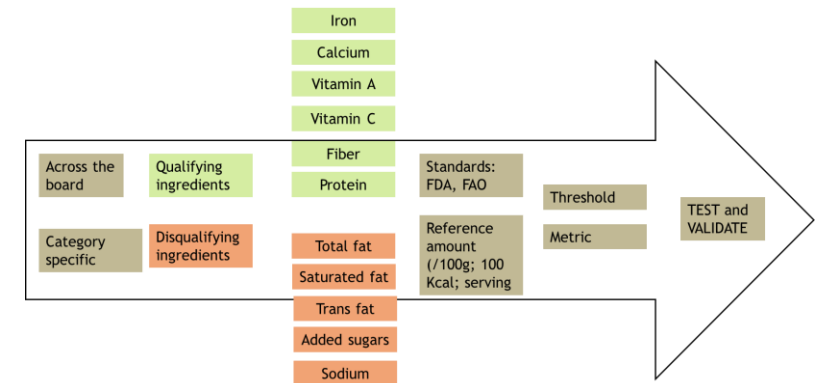 Iron
Calcium
Vitamin A
Vitamin C
Fiber
Protein
Across the
board
Qualifying
ingredients
Category
specific
Disqualifying
ingredients
Total fat
Saturated fat
Trans fat
Added sugars
Sodium
Standards:
FDA, FAO
Reference
amount
(/100g; 100
Kcal; serving
Threshold
Metric
TEST and
VALIDATE